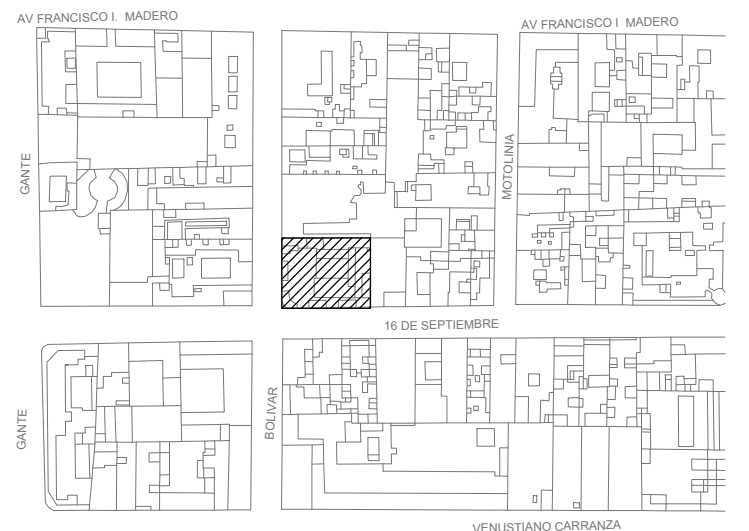 AV FRANCISCO I. MADERO
AV FRANCISCO I MADERO
GANTE
MOTOLINIA
16 DE SEPTIEMBRE
GANTE
BOLIVAR
VENUSTIANO CARRANZA